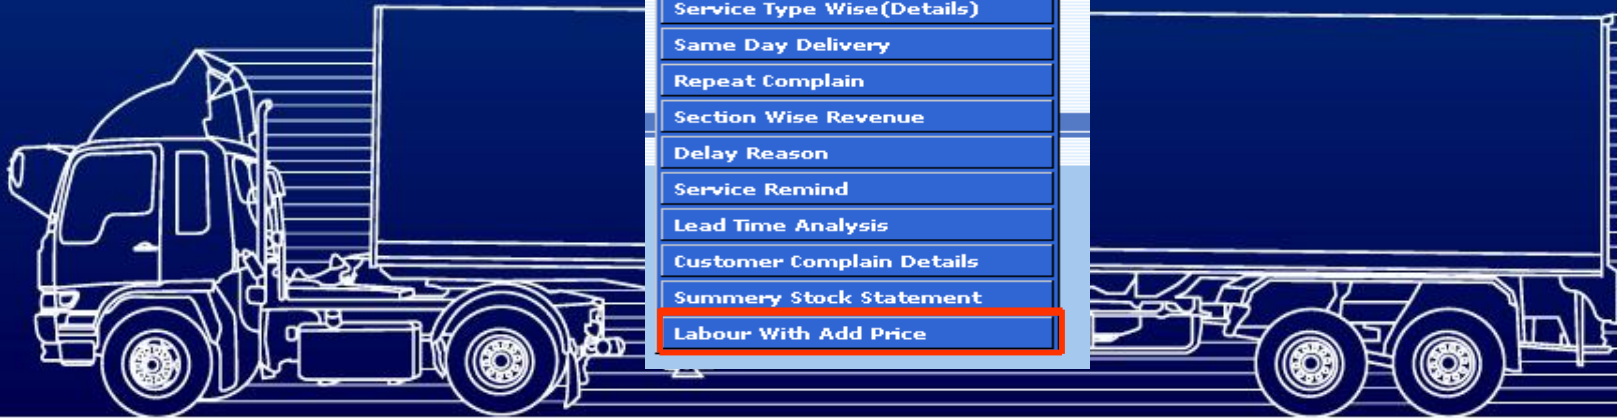 Service Type Wise(Details)
Same Day Delivery
Repeat Complain
Section Wise Revenue
Delay Reason
Service Remind
Lead Time Analysis
Customer Complain Details
Summery Stock Statement
Labour With Add Price